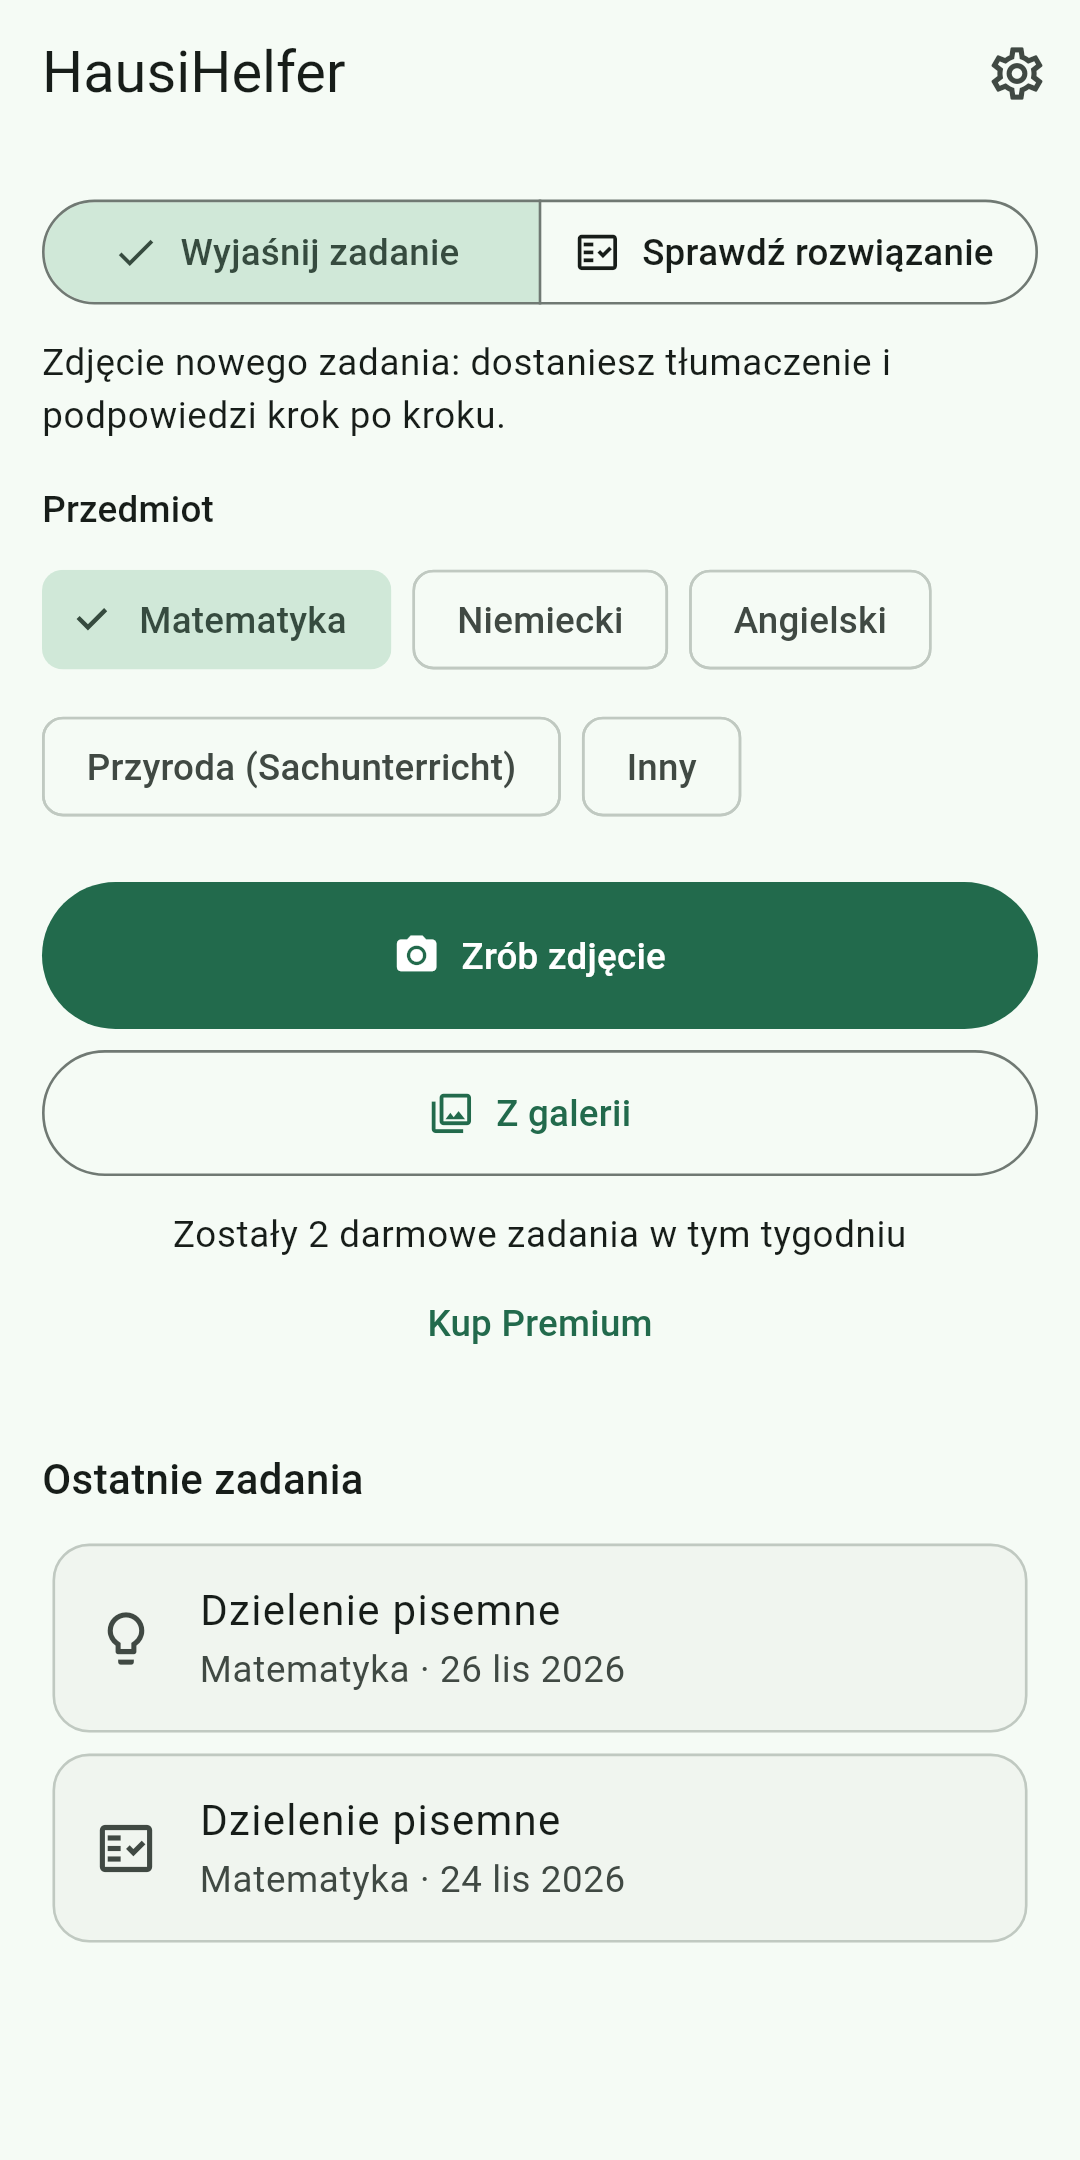 HausiHelfer
Wyjaśnij zadanie
Sprawdź rozwiązanie
Zdjęcie nowego zadania: dostaniesz tłumaczenie i
podpowiedzi krok po kroku.
Przedmiot
Matematyka
Niemiecki
Angielski
Przyroda (Sachunterricht)
Inny
Zrób zdjęcie
Z galerii
Zostały 2 darmowe zadania w tym tygodniu
Kup Premium
Ostatnie zadania
Dzielenie pisemne
Matematyka · 26 lis 2026
Dzielenie pisemne
Matematyka · 24 lis 2026